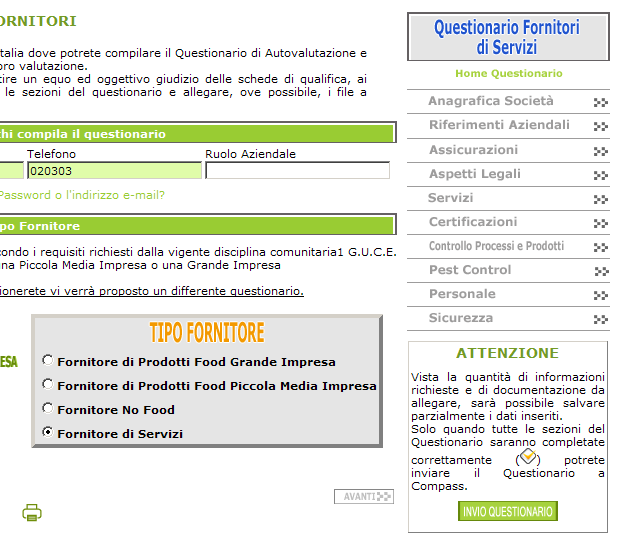 ORNITORI
talia dove potrete compilare il Questionario di Autovalutazione e
oro valutazione.
tire un equo ed oggettivo giudizio delle schede di qualifica, ai
le sezioni del questionario e allegare, ove possibile, i file a
hi compila il questionario
Telefono Ruolo Aziendale
020303
Password o l'indirizzo e-mail?
ipo Fornitore
condo i requisiti richiesti dalla vigente disciplina comunitaria1 G.U.C.E.
na Piccola Media Impresa o una Grande Impresa
ionerete vi verrà proposto un differente questionario.
ESA
TIPO FORNITORE
Fornitore di Prodotti Food Grande Impresa
Fornitore di Prodotti Food Piccola Media Impresa
Fornitore No Food
Fornitore di Servizi
AVANTI
Questionario Fornitori
di Servizi
Home Questionario
Anagrafica Società
Riferimenti Aziendali
Assicurazioni
Aspetti Legali
Servizi
Certificazioni
Controllo Processi e Prodotti
Pest Control
Personale
Sicurezza
ATTENZIONE
Vista la quantità di informazioni
richieste e di documentazione da
allegare, sarà possibile salvare
parzialmente i dati inseriti.
Solo quando tutte le sezioni del
Questionario saranno completate
correttamente ( ) potrete
inviare il Questionario a
Compass.
INVIO QUESTIONARIO